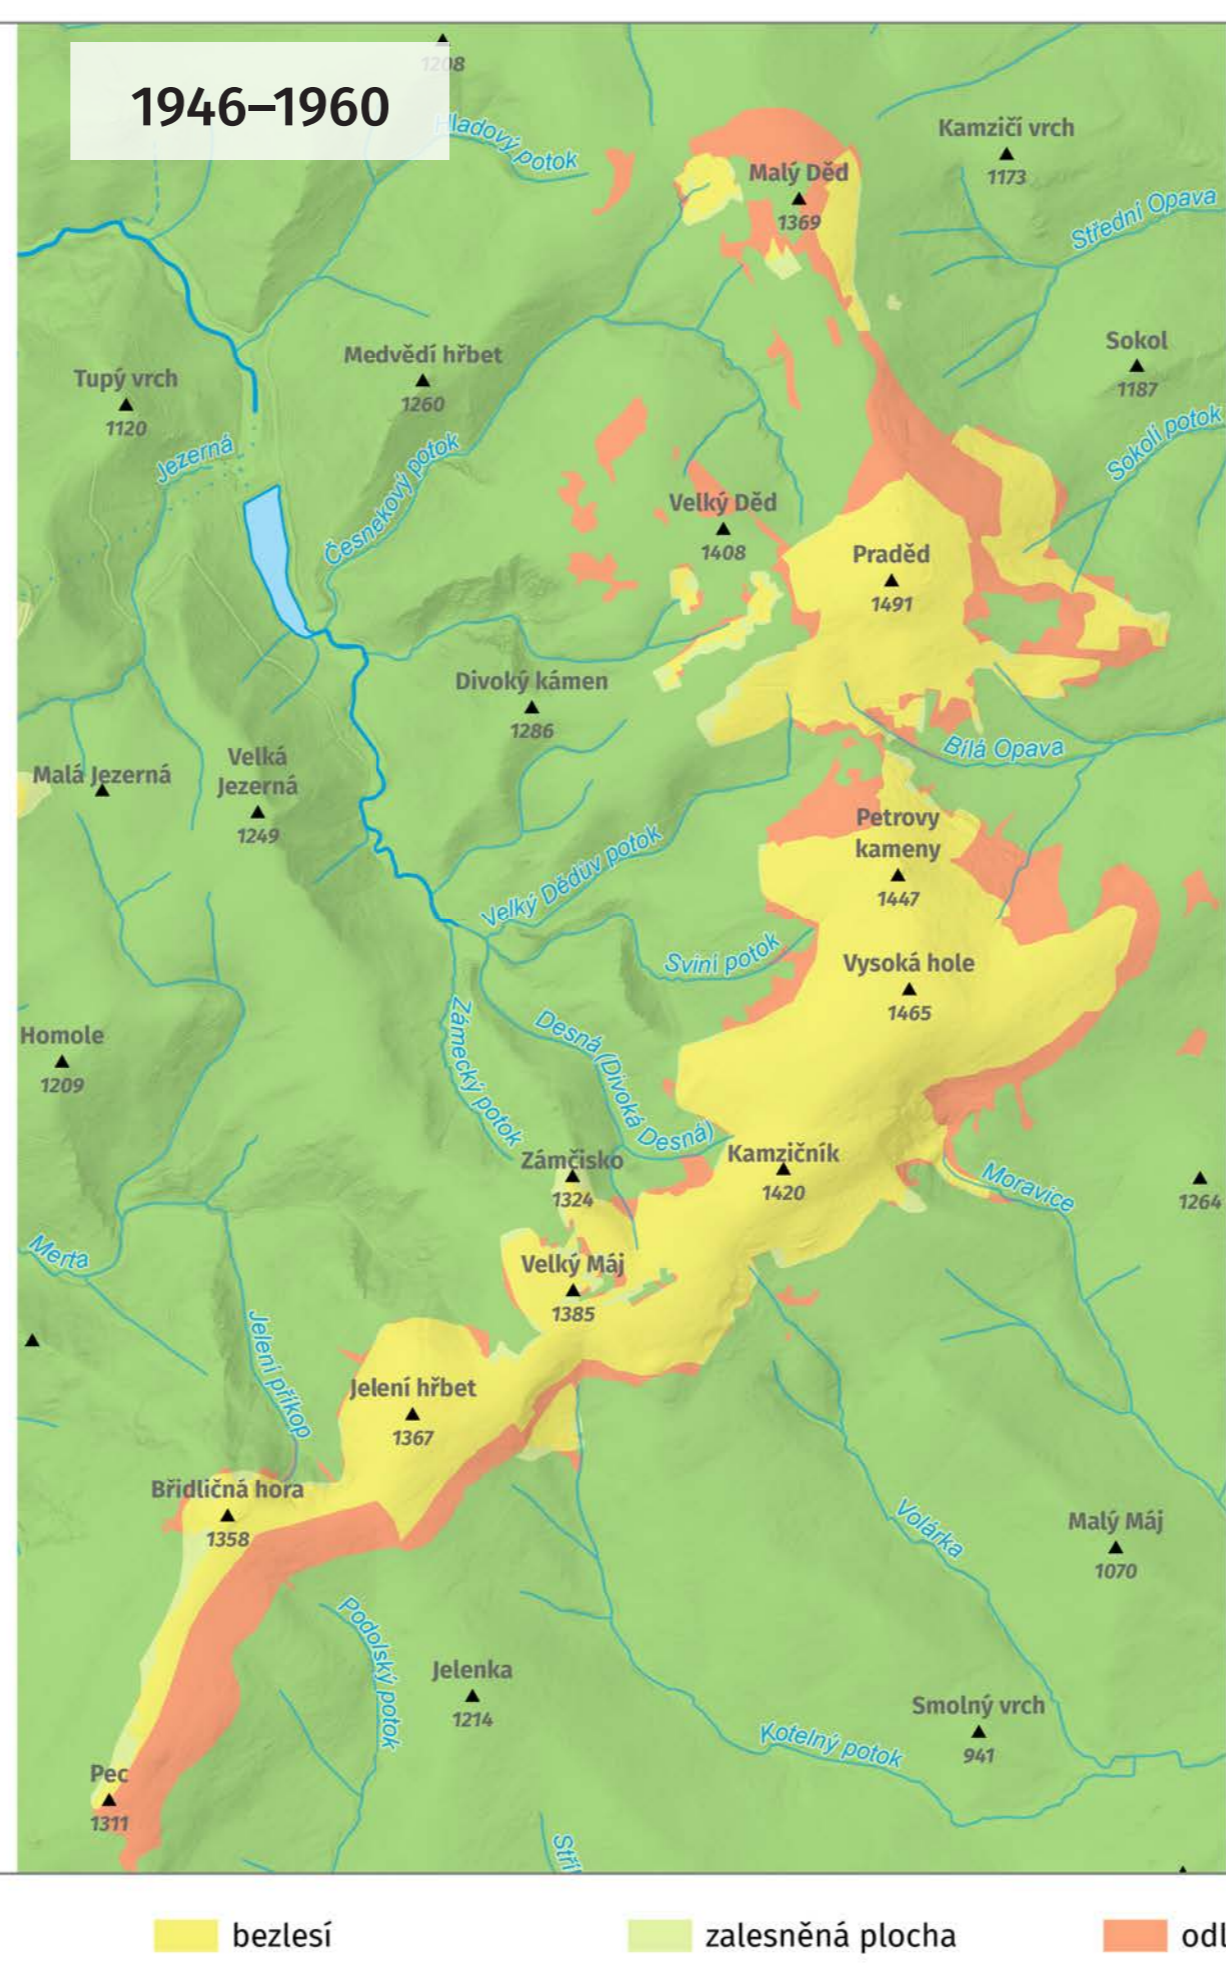 1208
1946–1960
Hladový potok
Kamzičí vrch
1173
Malý Děd
1369
Střední Opava
Medvědí hřbet
1260
Sokol
1187
Tupý vrch
1120
Jezerná
Česnekový potok
Sokolí potok
Velký Děd
1408
Praděd
1491
Divoký kámen
1286
Bílá Opava
Malá Jezerná
Velká
Jezerná
1249
Petrovy
kameny
1447
Velký Dědův potok
Sviní potok
Vysoká hole
1465
Homole
1209
Zámecký potok
Desná (Divoká Desná)
Zámčisko
1324
Kamzičník
1420
Moravice
1264
Merta
Velký Máj
1385
Jelení příkop
Jelení hřbet
1367
Břidličná hora
1358
Volárka
Malý Máj
1070
Podolský potok
Jelenka
1214
Smolný vrch
941
Kotelný potok
Pec
1311
Stří
bezlesí zalesněná plocha odl